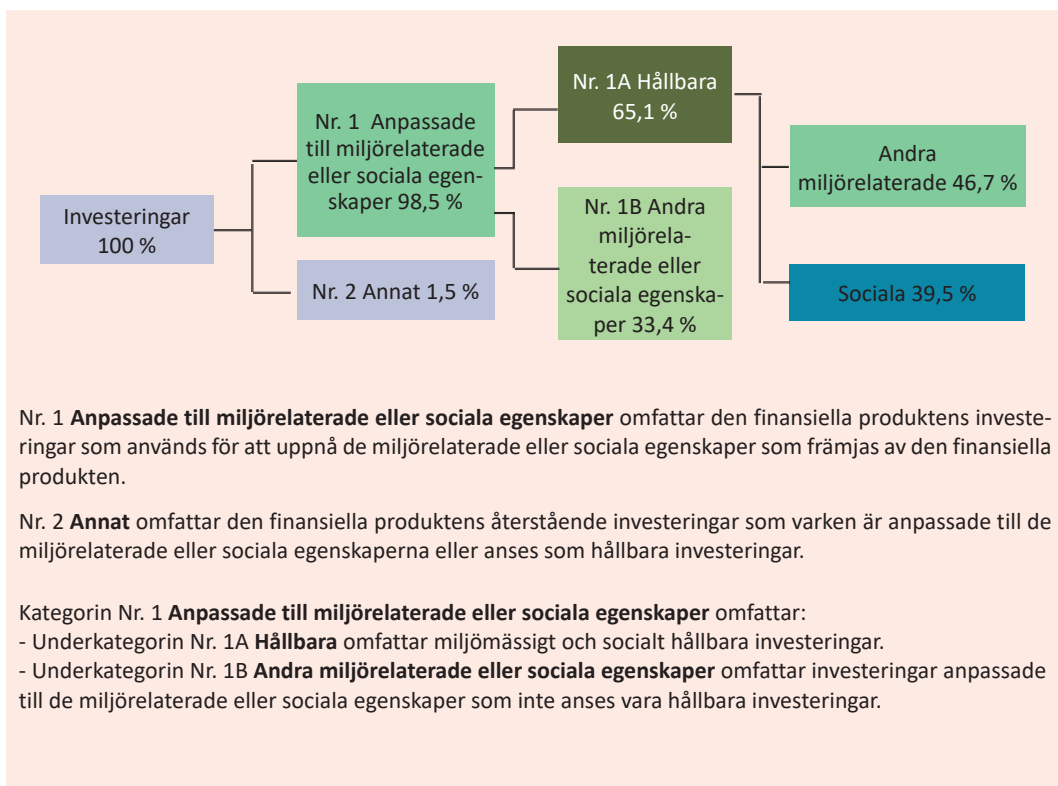 Investeringar
100 %
Nr. 1 Anpassade
till miljörelaterade
eller sociala egen-
skaper 98,5 %
Nr. 2 Annat 1,5 %
Nr. 1A Hållbara
65,1 %
Nr. 1B Andra
miljörela-
terade eller
sociala egenska-
per 33,4 %
Andra
miljörelaterade 46,7 %
Sociala 39,5 %
Nr. 1 Anpassade till miljörelaterade eller sociala egenskaper omfattar den finansiella produktens investe-
ringar som används för att uppnå de miljörelaterade eller sociala egenskaper som främjas av den finansiella
produkten.
Nr. 2 Annat omfattar den finansiella produktens återstående investeringar som varken är anpassade till de
miljörelaterade eller sociala egenskaperna eller anses som hållbara investeringar.
Kategorin Nr. 1 Anpassade till miljörelaterade eller sociala egenskaper omfattar:
- Underkategorin Nr. 1A Hållbara omfattar miljömässigt och socialt hållbara investeringar.
- Underkategorin Nr. 1B Andra miljörelaterade eller sociala egenskaper omfattar investeringar anpassade
till de miljörelaterade eller sociala egenskaper som inte anses vara hållbara investeringar.